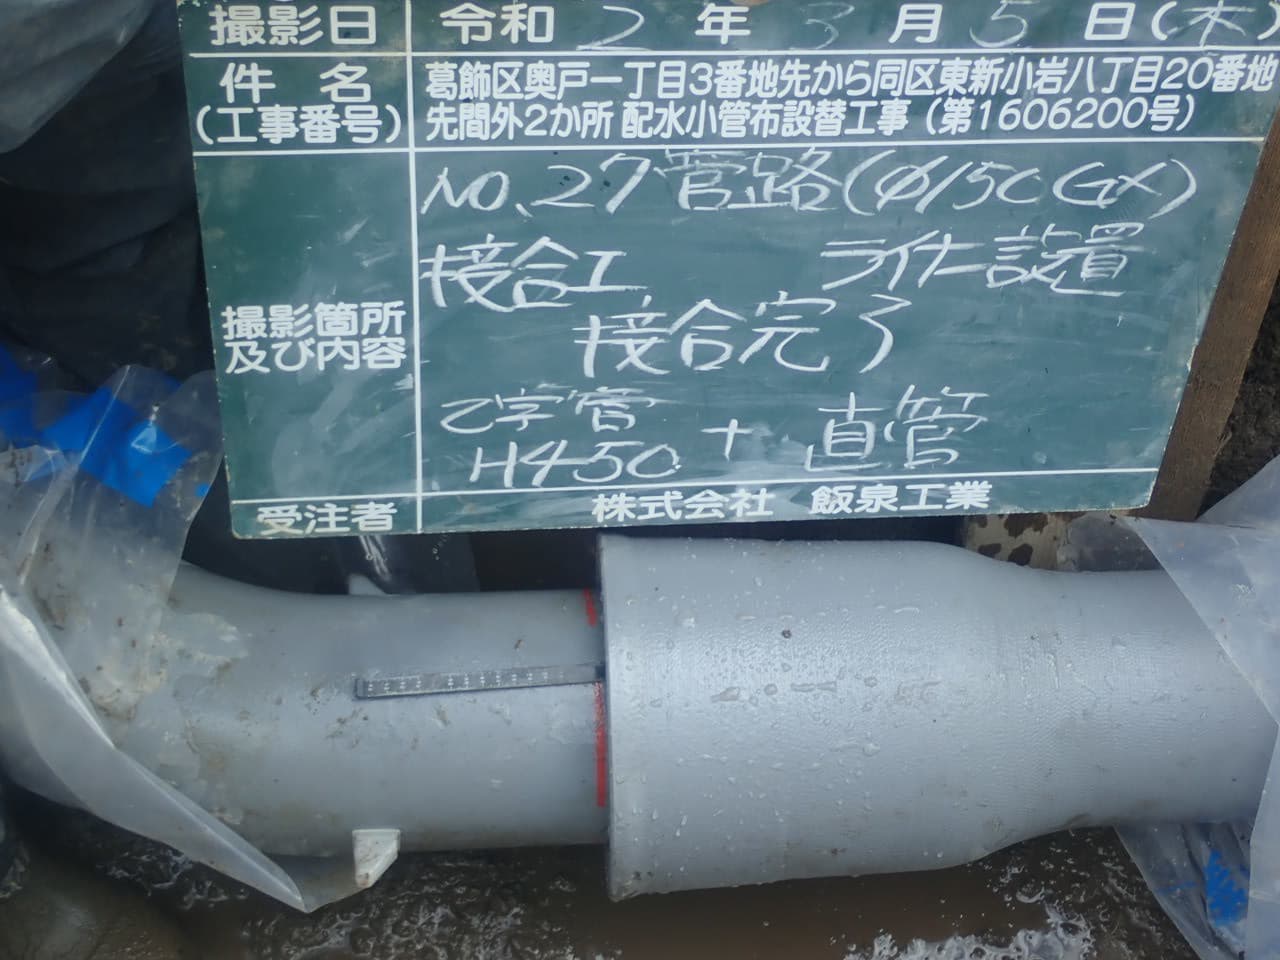 撮影日 令和 2 年 3 月 5 日(木)
件名 葛飾区奥戸一丁目3番地先から同区東新小岩八丁目20番地
(工事番号) 先間外2か所 配水小管布設替工事 (第1606200号)
NO.27管路(φ150GX)
接合工 ライナー設置
撮影箇所
及び内容
接合完了
乙字管 + 直管
H450
受注者 株式会社 飯泉工業